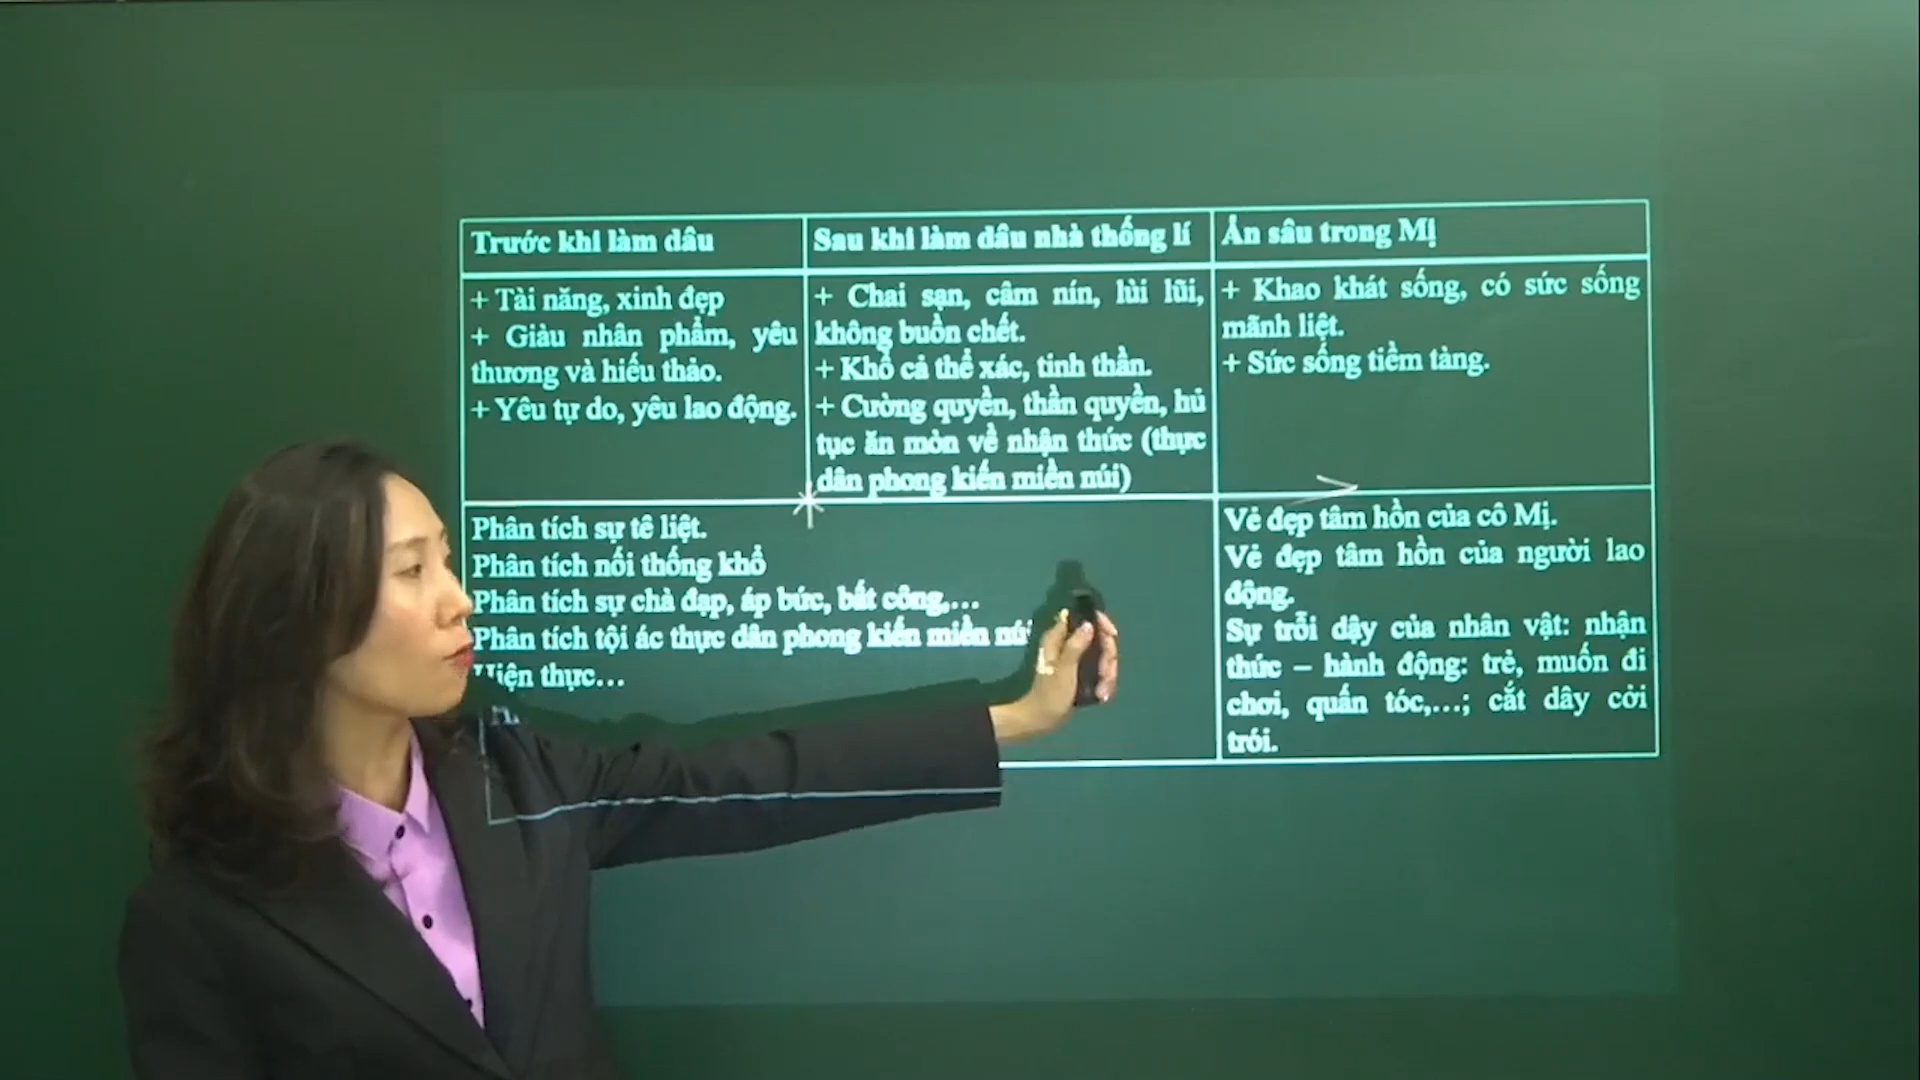 Trước khi làm dâu
Sau khi làm dâu nhà thống lí
Ẩn sâu trong Mị
+ Tài năng, xinh đẹp
+ Giàu nhân phẩm, yêu
thương và hiếu thảo.
+ Yêu tự do, yêu lao động.
+ Chai sạn, câm nín, lùi lũi,
không buồn chết.
+ Khổ cả thể xác, tinh thần.
+ Cường quyền, thần quyền, hủ
tục ăn mòn về nhận thức (thực
dân phong kiến miền núi)
+ Khao khát sống, có sức sống
mãnh liệt.
+ Sức sống tiềm tàng.
Phân tích sự tê liệt.
Phân tích nối thống khổ
Phân tích sự chà đạp, áp bức, bất công,…
Phân tích tội ác thực dân phong kiến miền núi
Hiện thực…
Vẻ đẹp tâm hồn của cô Mị.
Vẻ đẹp tâm hồn của người lao
động.
Sự trỗi dậy của nhân vật: nhận
thức – hành động: trẻ, muốn đi
chơi, quấn tóc,…; cắt dây cởi
trói.